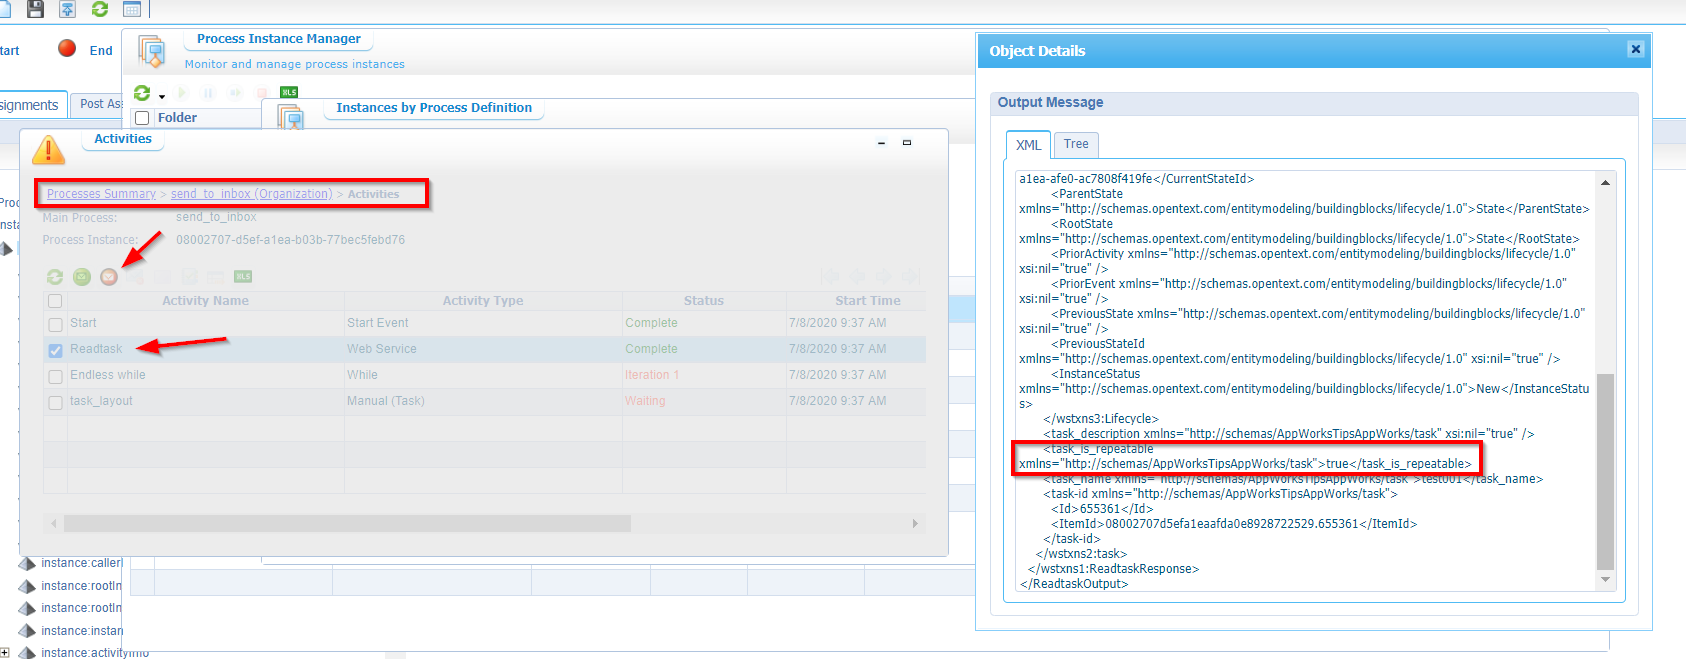 tart
End
signments
Post Ass
Process Instance Manager
Monitor and manage process instances
XLS
Folder
Instances by Process Definition
Activities
Processes Summary > send_to_inbox (Organization) > Activities
Main Process: send_to_inbox
Process Instance: 08002707-d5ef-a1ea-b03b-77bec5febd76
XLS
Activity Name Activity Type Status Start Time
Start Start Event Complete 7/8/2020 9:37 AM
Readtask Web Service Complete 7/8/2020 9:37 AM
Endless while While Iteration 1 7/8/2020 9:37 AM
task_layout Manual (Task) Waiting 7/8/2020 9:37 AM
Proc
nsta
instance:callerI
instance:rootIn
instance:rootIn
instance:instan
instance:activityInfo
Object Details
Output Message
XML Tree
a1ea-afe0-ac7808f419fe</CurrentStateId>
<ParentState
xmlns="http://schemas.opentext.com/entitymodeling/buildingblocks/lifecycle/1.0">State</ParentState>
<RootState
xmlns="http://schemas.opentext.com/entitymodeling/buildingblocks/lifecycle/1.0">State</RootState>
<PriorActivity xmlns="http://schemas.opentext.com/entitymodeling/buildingblocks/lifecycle/1.0"
xsi:nil="true" />
<PriorEvent xmlns="http://schemas.opentext.com/entitymodeling/buildingblocks/lifecycle/1.0"
xsi:nil="true" />
<PreviousState xmlns="http://schemas.opentext.com/entitymodeling/buildingblocks/lifecycle/1.0"
xsi:nil="true" />
<PreviousStateId
xmlns="http://schemas.opentext.com/entitymodeling/buildingblocks/lifecycle/1.0" xsi:nil="true" />
<InstanceStatus
xmlns="http://schemas.opentext.com/entitymodeling/buildingblocks/lifecycle/1.0">New</InstanceStatu
s>
</wstxns3:Lifecycle>
<task_description xmlns="http://schemas/AppWorksTipsAppWorks/task" xsi:nil="true" />
<task_is_repeatable
xmlns="http://schemas/AppWorksTipsAppWorks/task">true</task_is_repeatable>
<task_name xmlns="http://schemas/AppWorksTipsAppWorks/task">test001</task_name>
<task-id xmlns="http://schemas/AppWorksTipsAppWorks/task">
<Id>655361</Id>
<ItemId>08002707d5efa1eaafda0e8928722529.655361</ItemId>
</task-id>
</wstxns2:task>
</wstxns1:ReadtaskResponse>
</ReadtaskOutput>